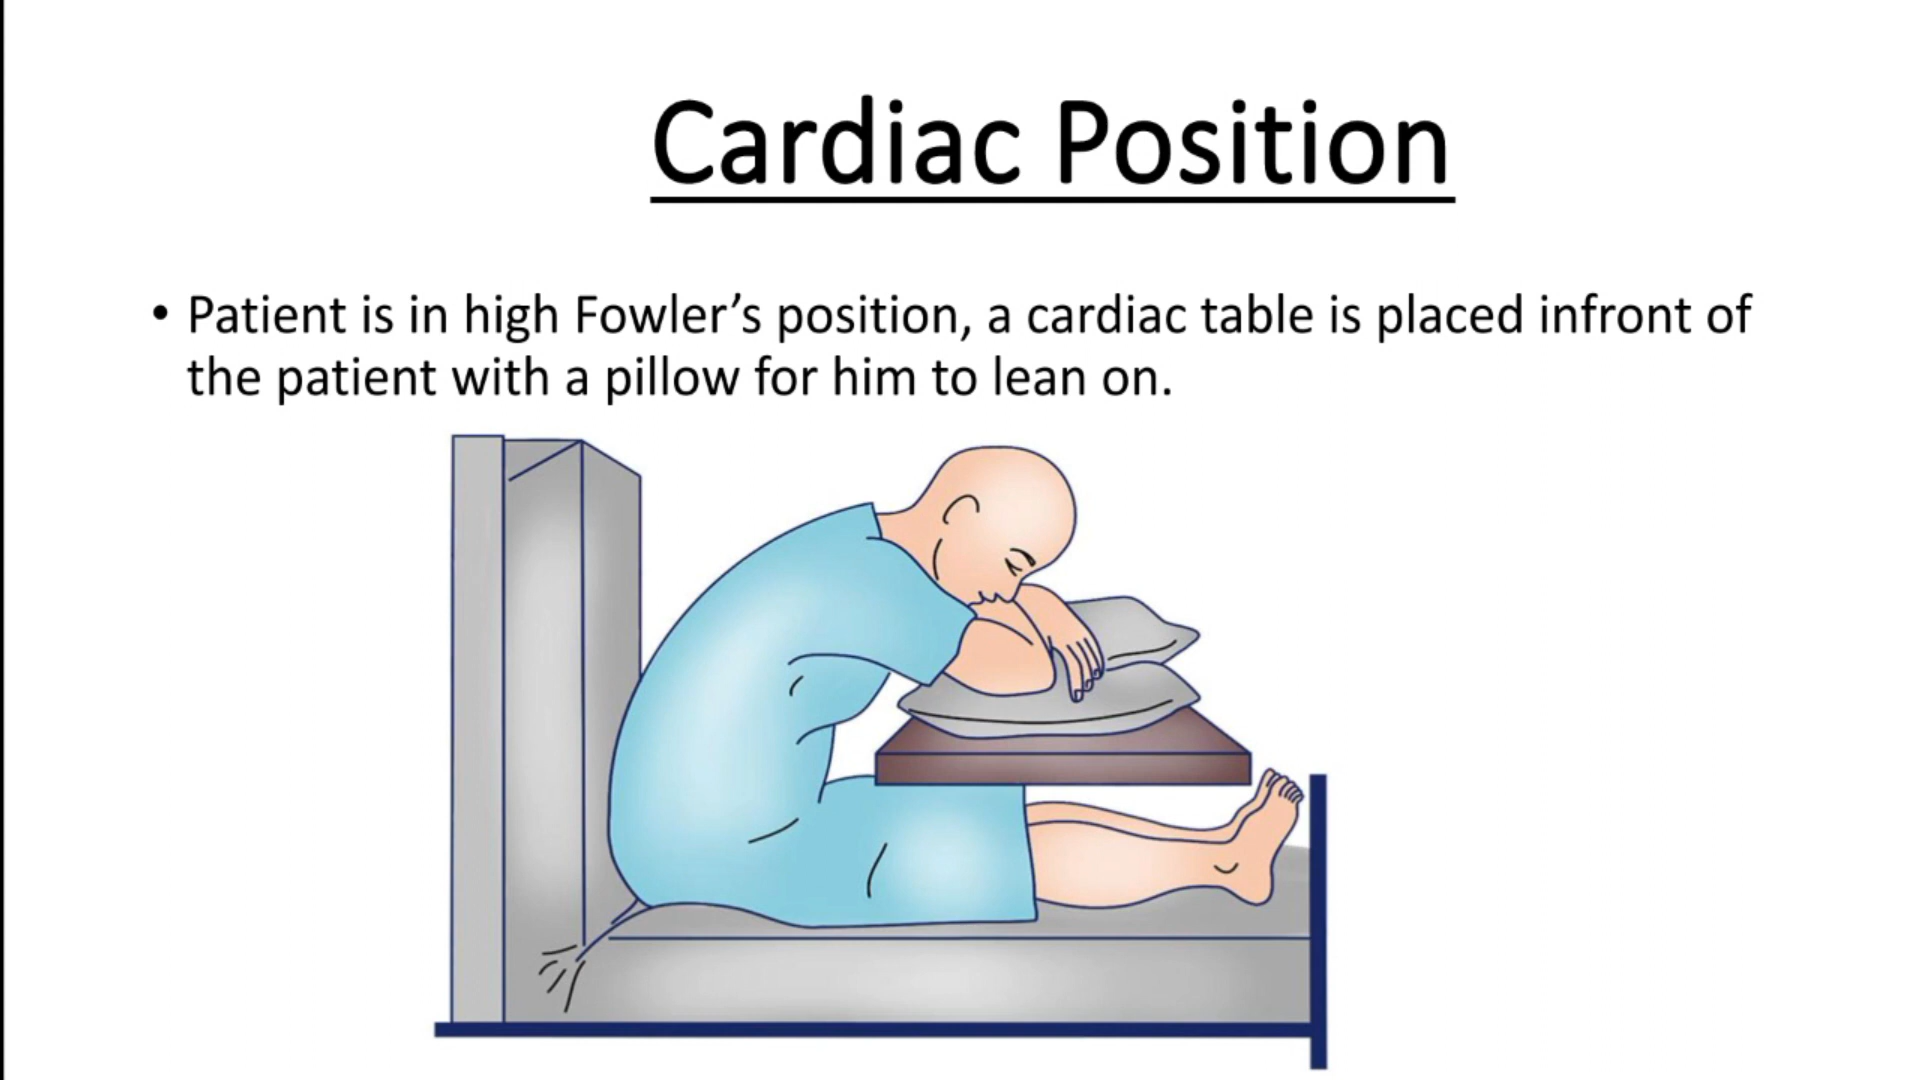 Cardiac Position
• Patient is in high Fowler’s position, a cardiac table is placed infront of
the patient with a pillow for him to lean on.